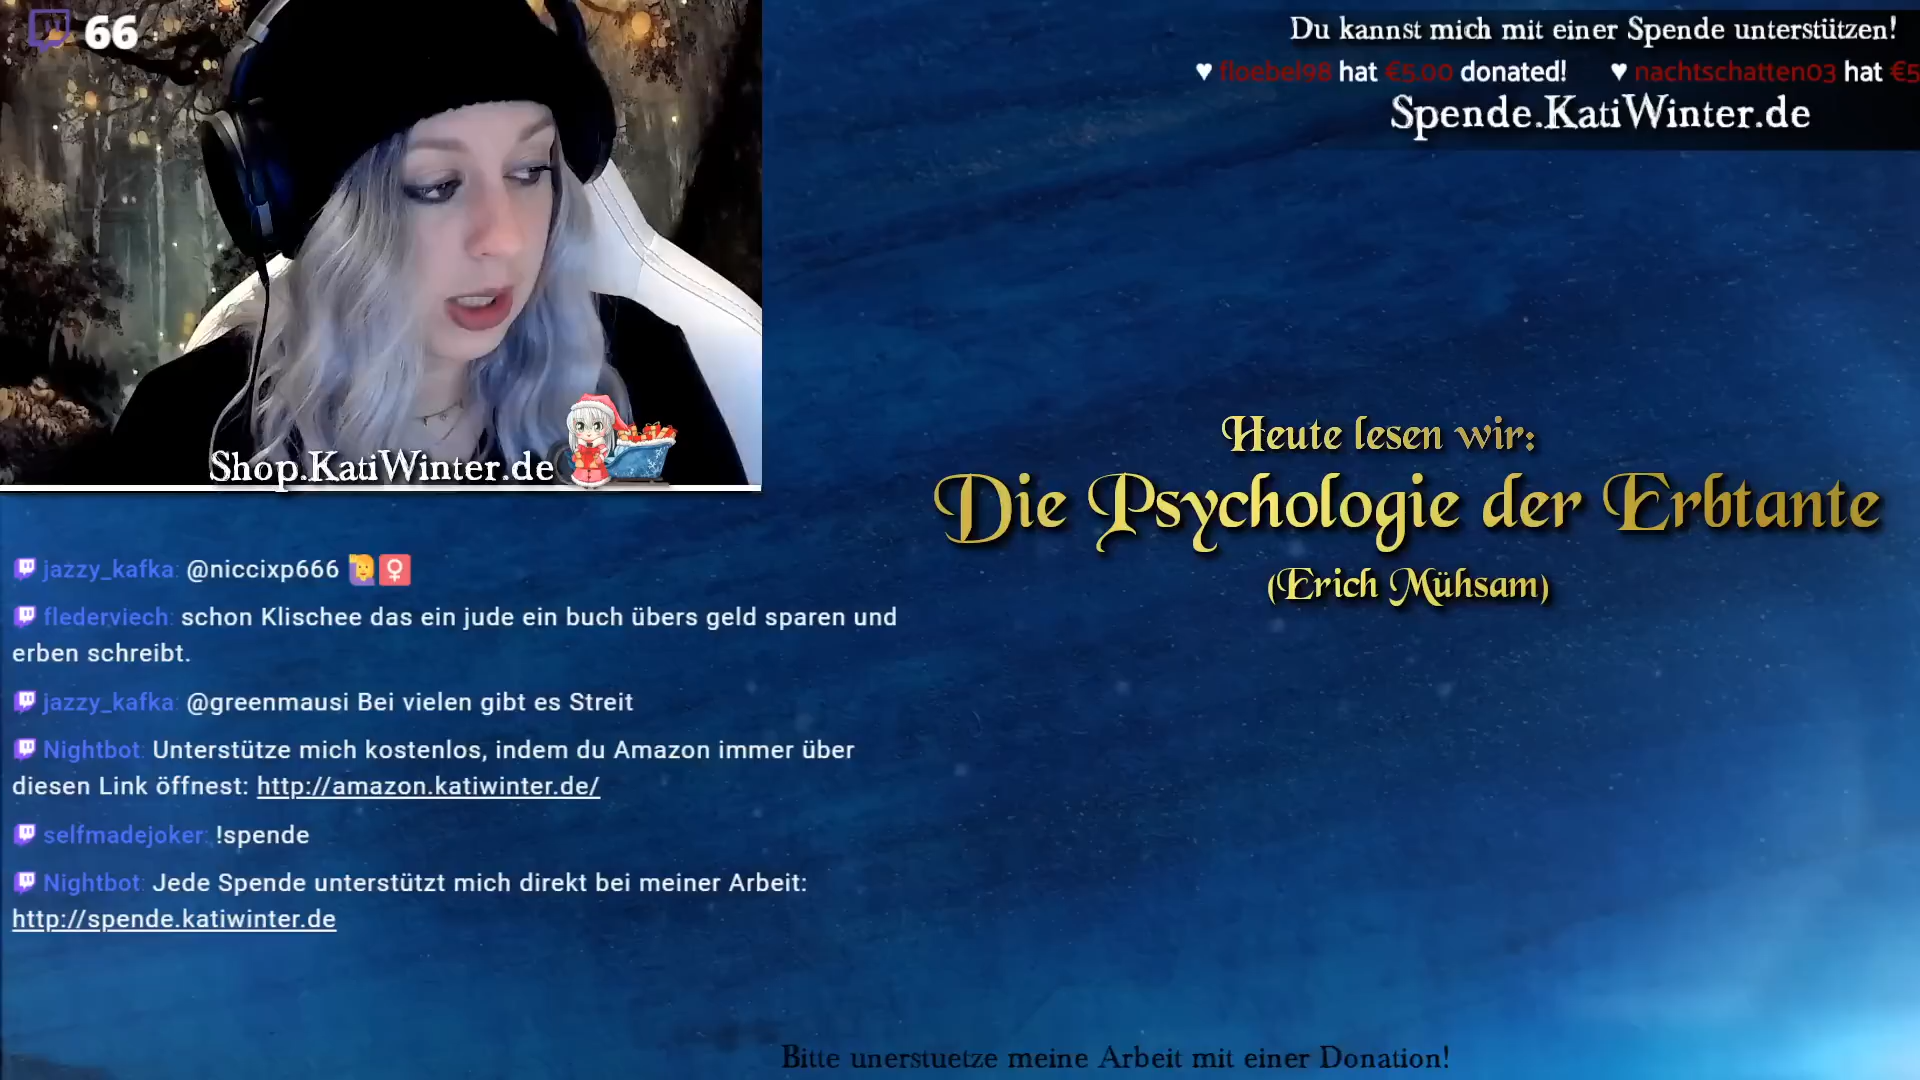 66
Du kannst mich mit einer Spende unterstützen!
♥ floebel98 hat €5.00 donated! ♥ nachtschatten03 hat €5
Spende.KatiWinter.de
Shop.KatiWinter.de
Heute lesen wir:
Die Psychologie der Erbtante
(Erich Mühsam)
jazzy_kafka: @niccixp666 🙋♀
flederviech: schon Klischee das ein jude ein buch übers geld sparen und
erben schreibt.
jazzy_kafka: @greenmausi Bei vielen gibt es Streit
Nightbot: Unterstütze mich kostenlos, indem du Amazon immer über
diesen Link öffnest: http://amazon.katiwinter.de/
selfmadejoker: !spende
Nightbot: Jede Spende unterstützt mich direkt bei meiner Arbeit:
http://spende.katiwinter.de
Bitte unerstuetze meine Arbeit mit einer Donation!